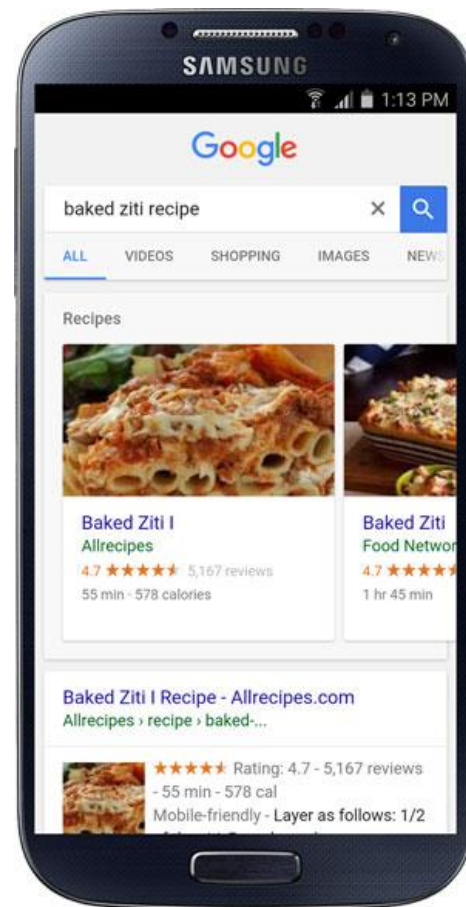 SAMSUNG
1:13 PM
Google
baked ziti recipe
ALL VIDEOS SHOPPING IMAGES NEWS
Recipes
Baked Ziti I
Allrecipes
4.7 5,167 reviews
55 min · 578 calories
Baked Ziti
Food Networ
4.7
1 hr 45 min
Baked Ziti I Recipe - Allrecipes.com
Allrecipes › recipe › baked-...
Rating: 4.7 - 5,167 reviews
- 55 min - 578 cal
Mobile-friendly - Layer as follows: 1/2